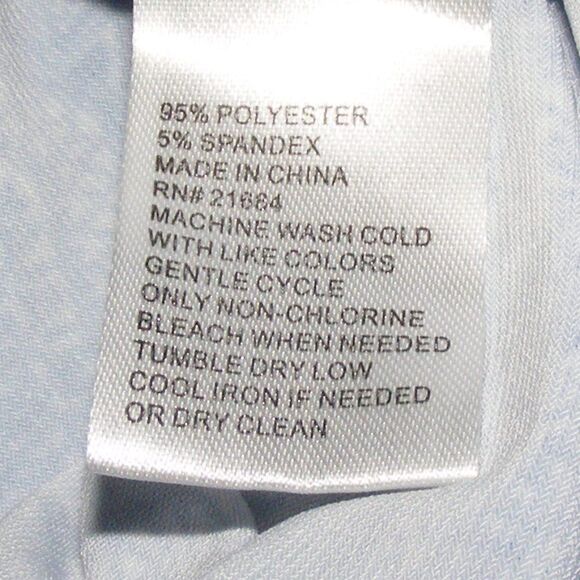 95% POLYESTER
5% SPANDEX
MADE IN CHINA
RN# 21664
MACHINE WASH COLD
WITH LIKE COLORS
GENTLE CYCLE
ONLY NON-CHLORINE
BLEACH WHEN NEEDED
TUMBLE DRY LOW
COOL IRON IF NEEDED
OR DRY CLEAN